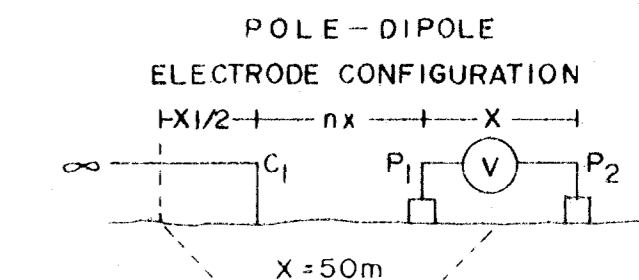 POLE-DIPOLE
ELECTRODE CONFIGURATION
X1/2 nx X
∞ C1 P1 V P2
X = 50m